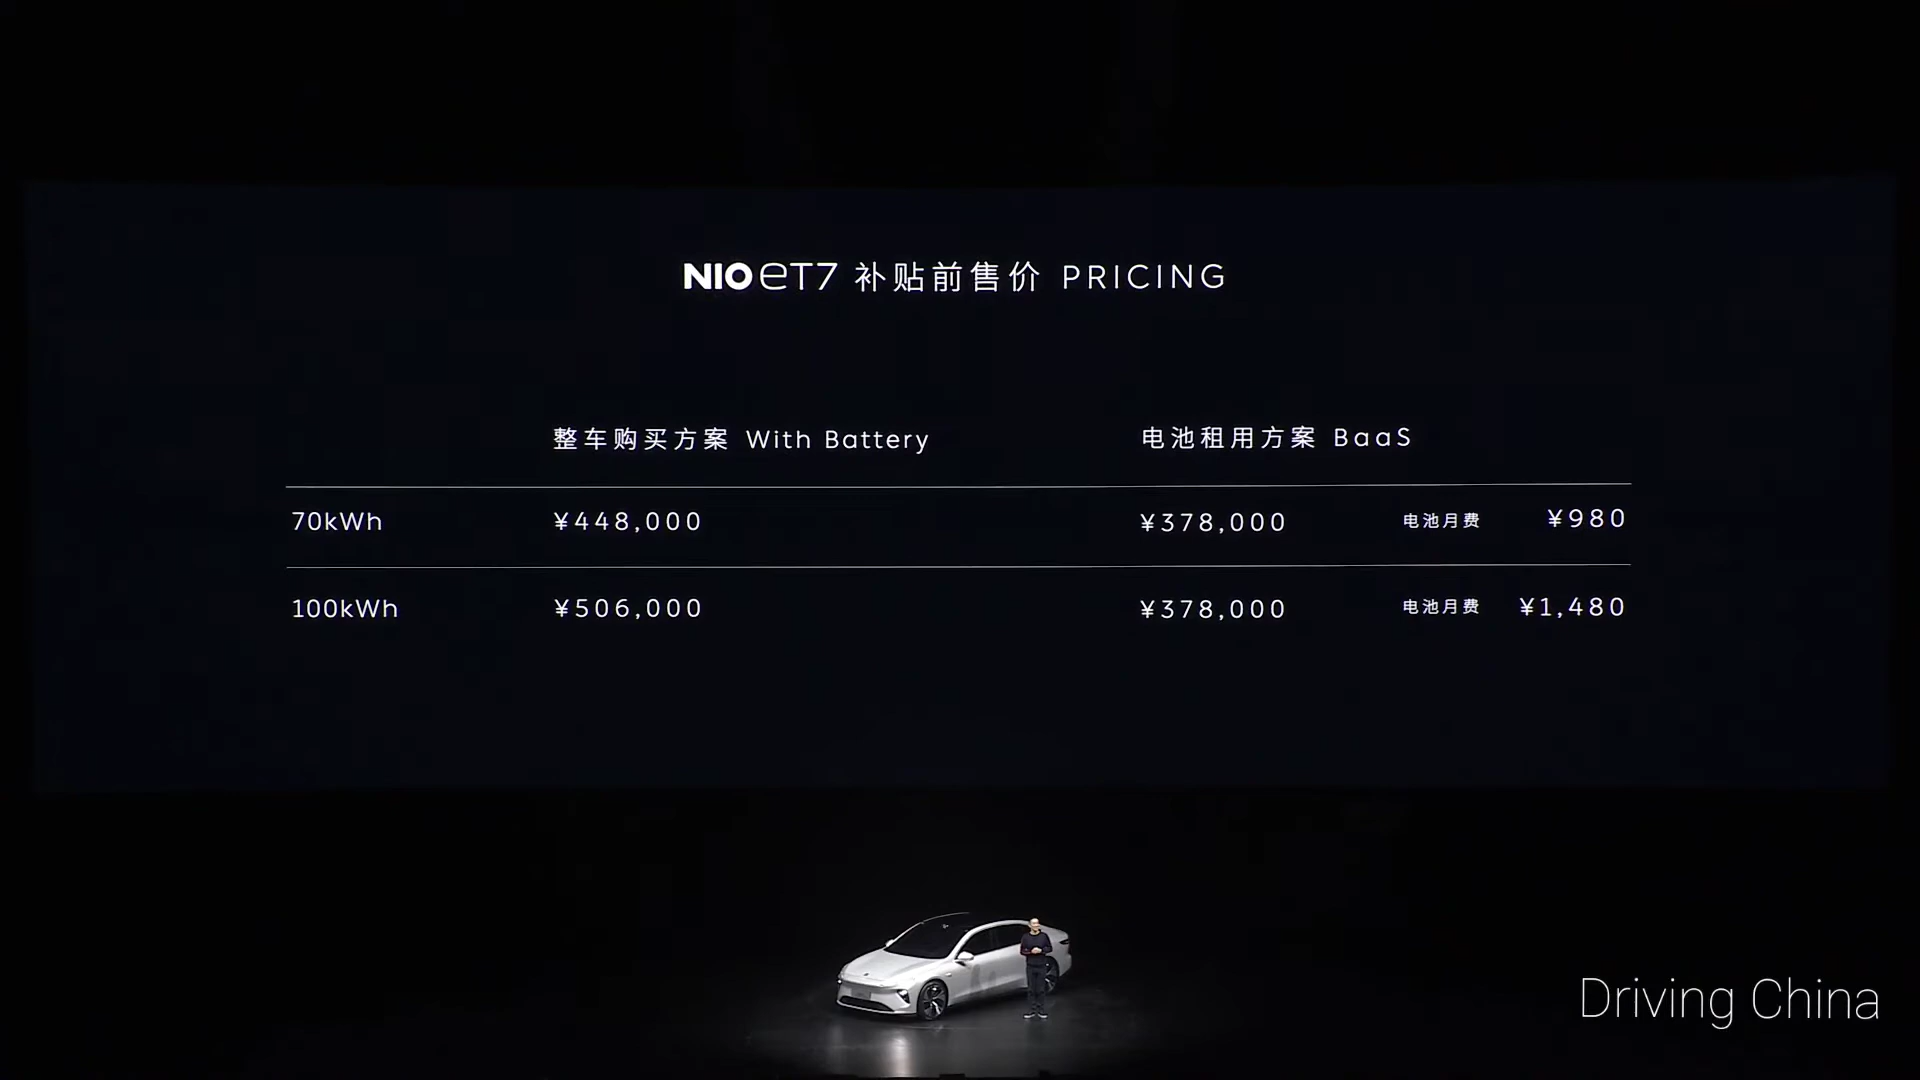 NIO eT7 补贴前售价 PRICING
整车购买方案 With Battery 电池租用方案 BaaS
70kWh ¥448,000 ¥378,000 电池月费 ¥980
100kWh ¥506,000 ¥378,000 电池月费 ¥1,480
Driving China